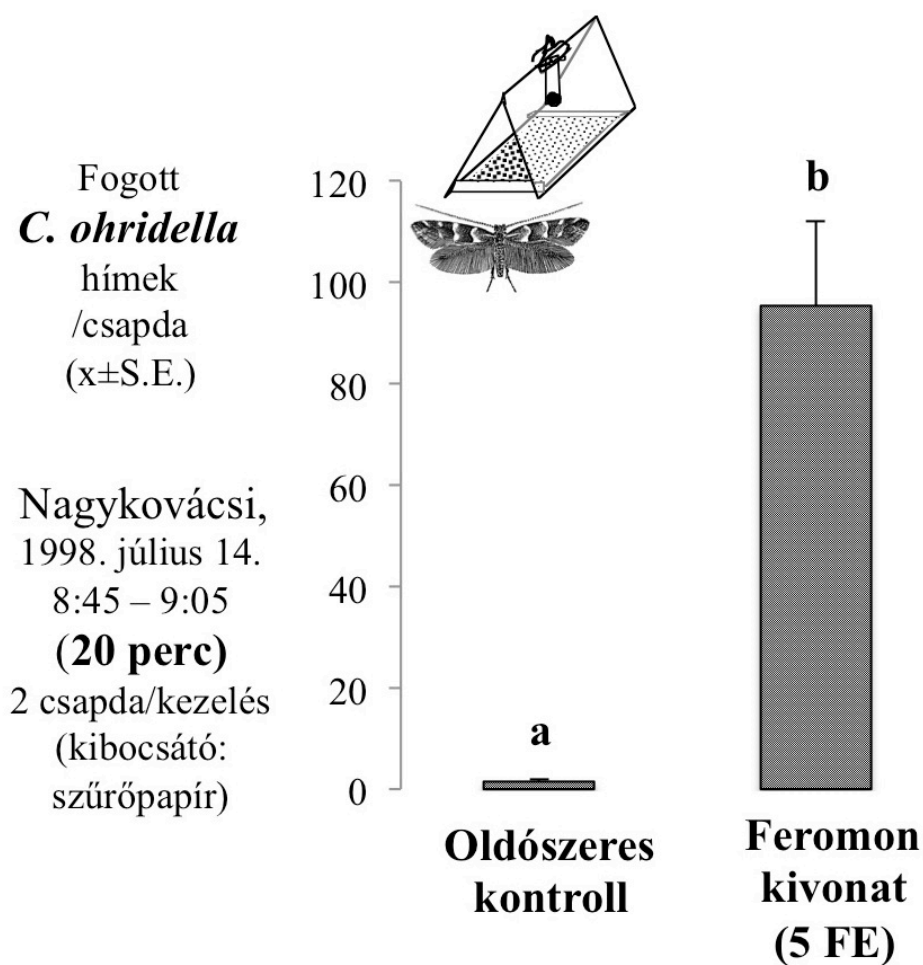 Fogott
C. ohridella
hímek
/csapda
(x±S.E.)
Nagykovácsi,
1998. július 14.
8:45 – 9:05
(20 perc)
2 csapda/kezelés
(kibocsátó:
szűrőpapír)
120
100
80
60
40
20
0
a
b
Oldószeres
kontroll
Feromon
kivonat
(5 FE)